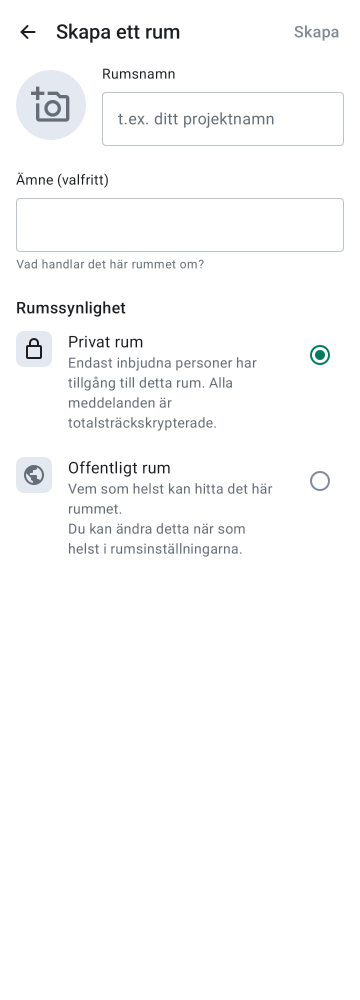 Skapa ett rum
Skapa
Rumsnamn
t.ex. ditt projektnamn
Ämne (valfritt)
Vad handlar det här rummet om?
Rumssynlighet
Privat rum
Endast inbjudna personer har
tillgång till detta rum. Alla
meddelanden är
totalsträckskrypterade.
Offentligt rum
Vem som helst kan hitta det här
rummet.
Du kan ändra detta när som
helst i rumsinställningarna.